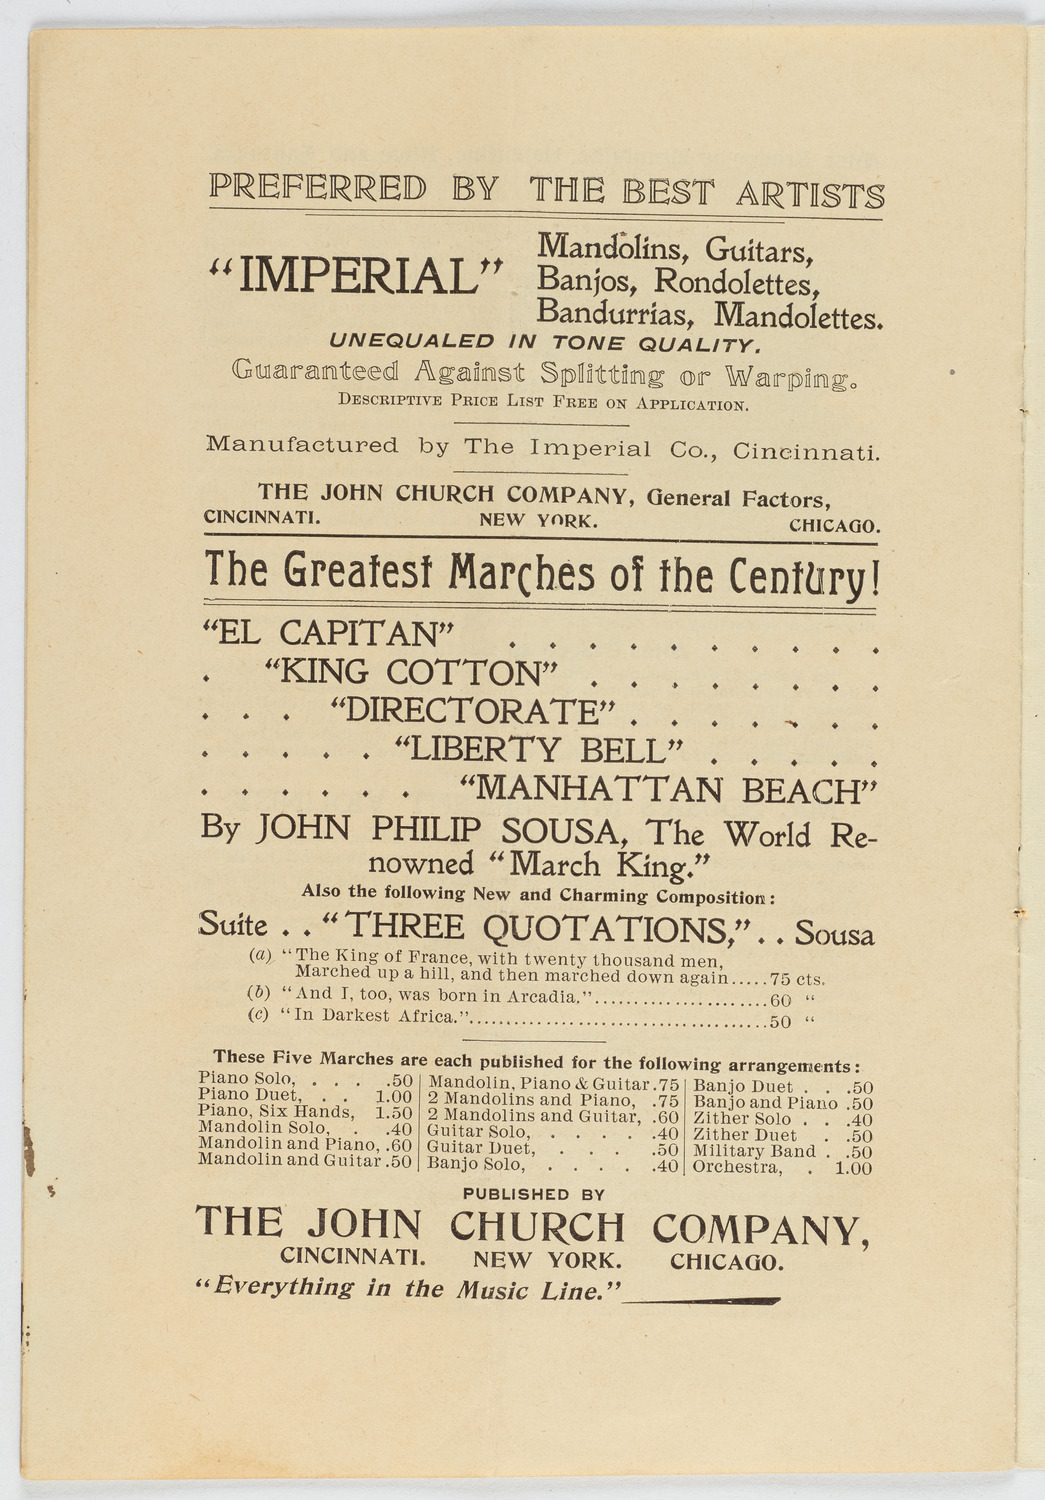 PREFERRED BY THE BEST ARTISTS
"IMPERIAL"
Mandolins, Guitars,
Banjos, Rondolettes,
Bandurrias, Mandolettes.
UNEQUALED IN TONE QUALITY.
Guaranteed Against Splitting or Warping.
DESCRIPTIVE PRICE LIST FREE ON APPLICATION.
Manufactured by The Imperial Co., Cincinnati.
THE JOHN CHURCH COMPANY, General Factors,
CINCINNATI. NEW YORK. CHICAGO.
The Greatest Marches of the Century!
"EL CAPITAN" . . . . . . . . . .
. "KING COTTON" . . . . . . . .
. . . "DIRECTORATE" . . . . . . .
. . . . . "LIBERTY BELL" . . . . .
. . . . . . "MANHATTAN BEACH"
By JOHN PHILIP SOUSA, The World Re-
nowned "March King."
Also the following New and Charming Composition:
Suite . . "THREE QUOTATIONS," . . Sousa
(a) "The King of France, with twenty thousand men,
Marched up a hill, and then marched down again.....75 cts.
(b) "And I, too, was born in Arcadia."......................60 "
(c) "In Darkest Africa.".....................................50 "
These Five Marches are each published for the following arrangements:
Piano Solo, . . . .50
Piano Duet, . . 1.00
Piano, Six Hands, 1.50
Mandolin Solo, . .40
Mandolin and Piano, .60
Mandolin and Guitar .50
Mandolin, Piano & Guitar .75
2 Mandolins and Piano, .75
2 Mandolins and Guitar, .60
Guitar Solo, . . . . .40
Guitar Duet, . . . .50
Banjo Solo, . . . . .40
Banjo Duet . . .50
Banjo and Piano .50
Zither Solo . . .40
Zither Duet . .50
Military Band . .50
Orchestra, . 1.00
PUBLISHED BY
THE JOHN CHURCH COMPANY,
CINCINNATI. NEW YORK. CHICAGO.
"Everything in the Music Line."